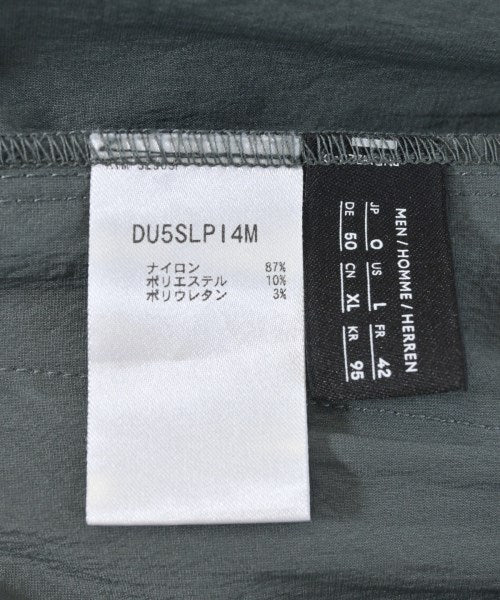 DU5SLPI4M
ナイロン 87%
ポリエステル 10%
ポリウレタン 3%
MEN / HOMME / HERREN
JP O US L FR 42
DE 50 CN XL KR 95